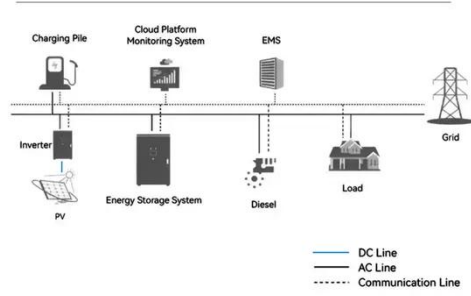 Charging Pile
Cloud Platform
Monitoring System
EMS
Grid
Inverter
PV
Energy Storage System
Diesel
Load
DC Line
AC Line
Communication Line